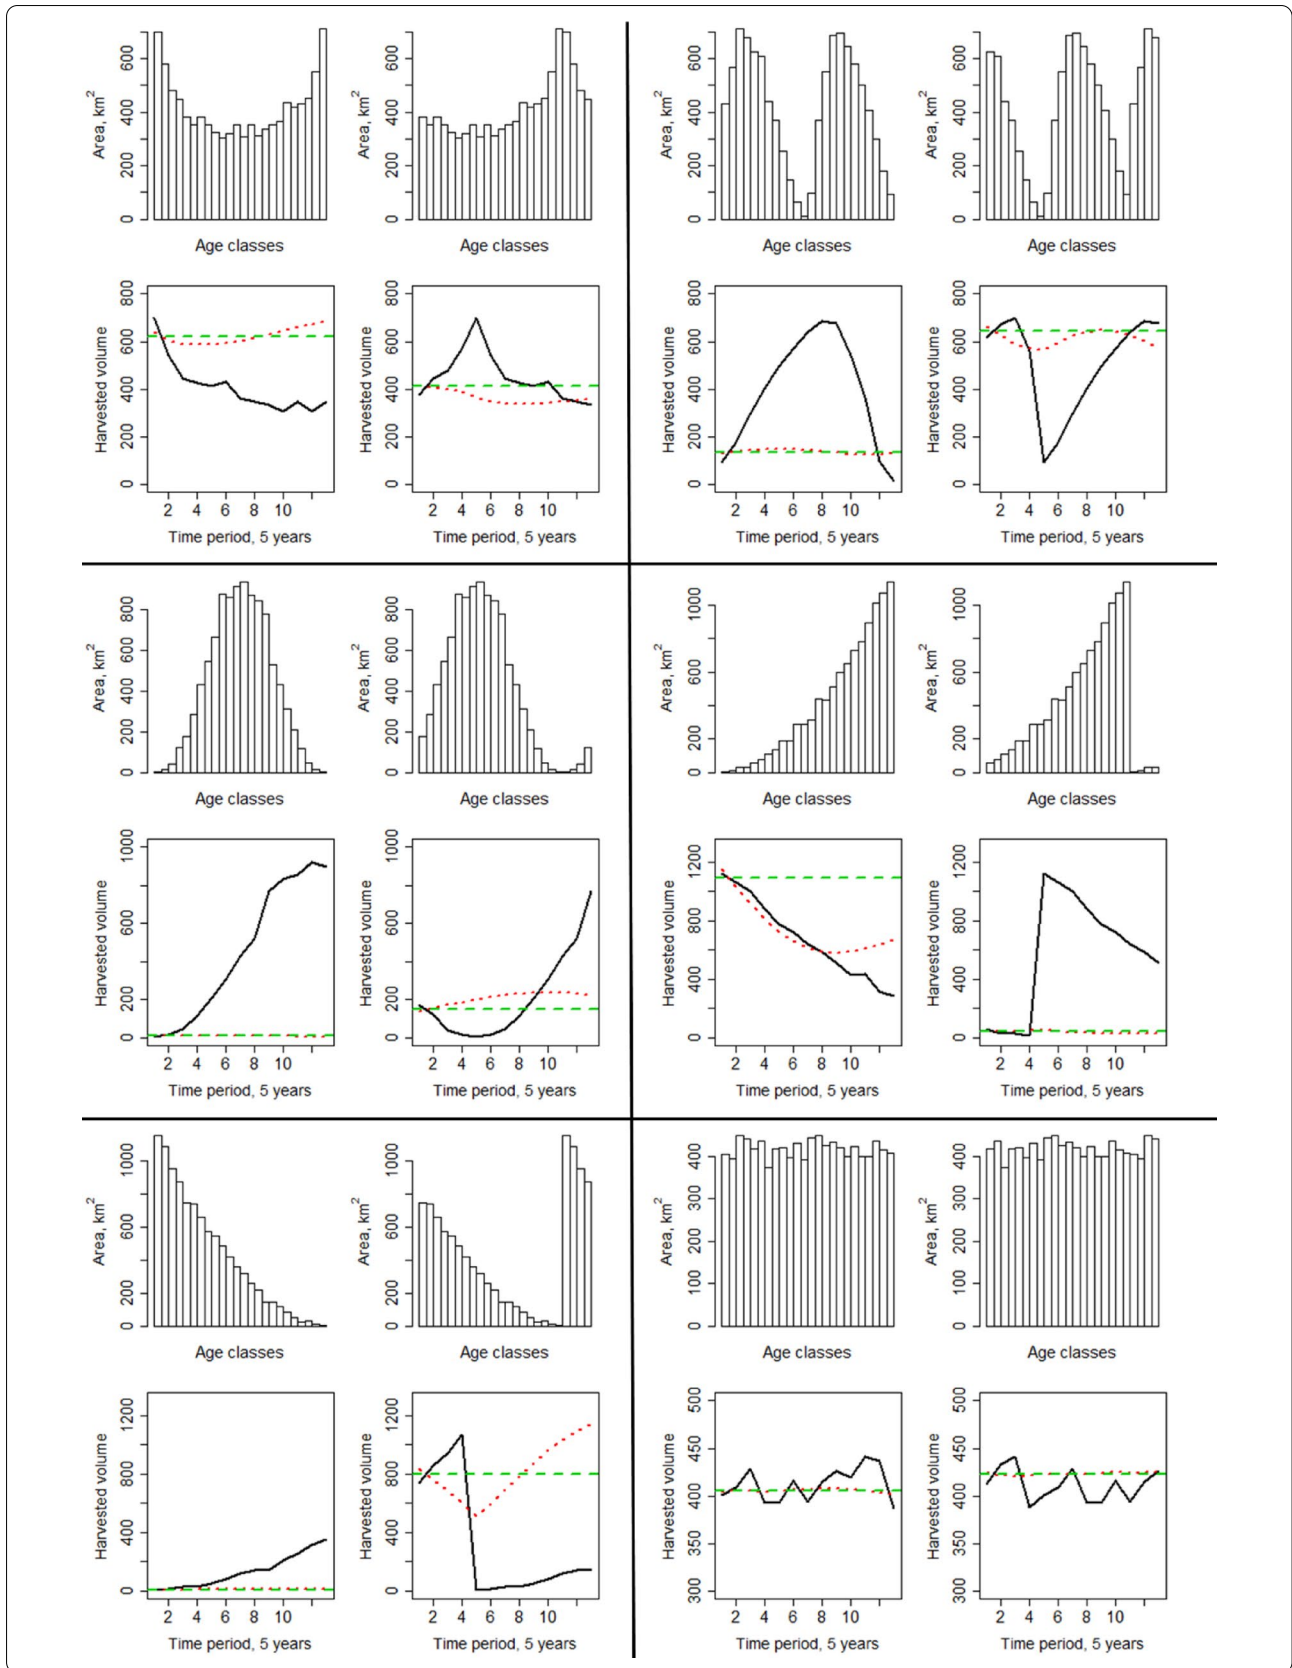 Area, km²
0 200 400 600
Age classes
Area, km²
0 200 400 600
Age classes
Area, km²
0 200 400 600
Age classes
Area, km²
0 200 400 600
Age classes
Harvested volume
0 200 400 600 800
2 4 6 8 10
Time period, 5 years
Harvested volume
0 200 400 600 800
2 4 6 8 10
Time period, 5 years
Harvested volume
0 200 400 600 800
2 4 6 8 10
Time period, 5 years
Harvested volume
0 200 400 600 800
2 4 6 8 10
Time period, 5 years
Area, km²
0 200 400 600 800
Age classes
Area, km²
0 200 400 600 800
Age classes
Area, km²
0 200 600 1000
Age classes
Area, km²
0 200 600 1000
Age classes
Harvested volume
0 200 600 1000
2 4 6 8 10
Time period, 5 years
Harvested volume
0 200 600 1000
2 4 6 8 10
Time period, 5 years
Harvested volume
0 400 800 1200
2 4 6 8 10
Time period, 5 years
Harvested volume
0 400 800 1200
2 4 6 8 10
Time period, 5 years
Area, km²
0 200 600 1000
Age classes
Area, km²
0 200 600 1000
Age classes
Area, km²
0 100 200 300 400
Age classes
Area, km²
0 100 200 300 400
Age classes
Harvested volume
0 400 800 1200
2 4 6 8 10
Time period, 5 years
Harvested volume
0 400 800 1200
2 4 6 8 10
Time period, 5 years
Harvested volume
300 350 400 450 500
2 4 6 8 10
Time period, 5 years
Harvested volume
300 350 400 450 500
2 4 6 8 10
Time period, 5 years